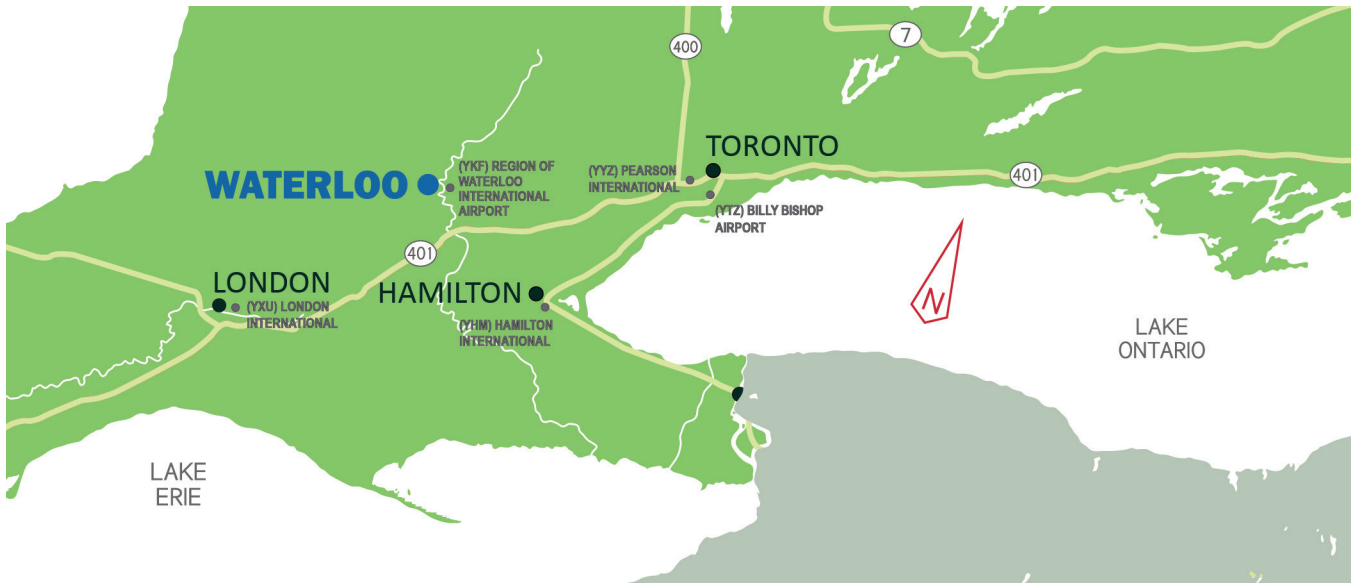 400
7
TORONTO
WATERLOO
(YKF) REGION OF
WATERLOO
INTERNATIONAL
AIRPORT
(YYZ) PEARSON
INTERNATIONAL
401
(YTZ) BILLY BISHOP
AIRPORT
401
LONDON
(YXU) LONDON
INTERNATIONAL
HAMILTON
(YHM) HAMILTON
INTERNATIONAL
N
LAKE
ONTARIO
LAKE
ERIE